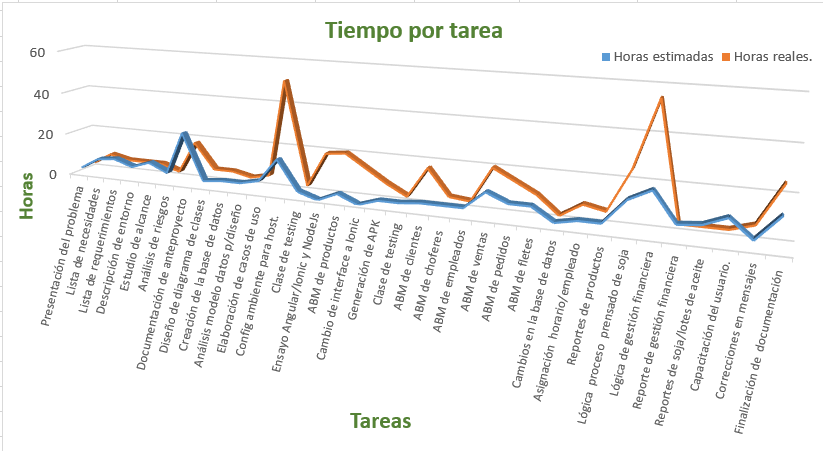 Tiempo por tarea
Horas estimadas
Horas reales.
60
40
20
0
Horas
Presentación del problema
Lista de necesidades
Lista de requerimientos
Descripción de entorno
Estudio de alcance
Análisis de riesgos
Documentación de anteproyecto
Diseño de diagrama de clases
Creación de la base de datos
Análisis modelo datos p/diseño
Elaboración de casos de uso
Config ambiente para host.
Clase de testing
Ensayo Angular/Ionic y NodeJs
ABM de productos
Cambio de interface a Ionic
Generación de APK
Clase de testing
ABM de clientes
ABM de choferes
ABM de empleados
ABM de ventas
ABM de pedidos
ABM de fletes
Cambios en la base de datos
Asignación horario/empleado
Reportes de productos
Lógica proceso prensado de soja
Lógica de gestión financiera
Reporte de gestión financiera
Reportes de soja/lotes de aceite
Capacitación del usuario,
Correcciones en mensajes
Finalización de documentación
Tareas